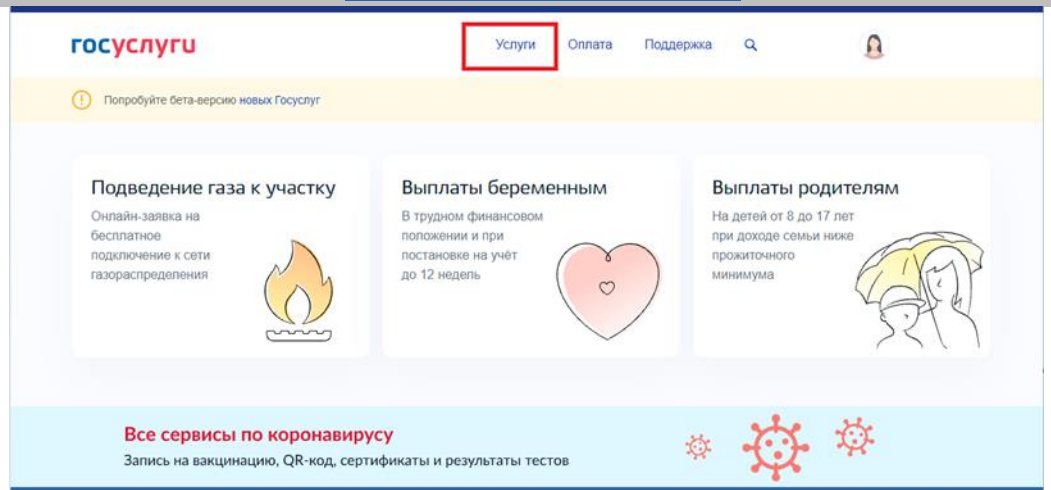 госуслуги
Услуги Оплата Поддержка
Попробуйте бета-версию новых Госуслуг
Подведение газа к участку
Онлайн-заявка на
бесплатное
подключение к сети
газораспределения
Выплаты беременным
В трудном финансовом
положении и при
постановке на учёт
до 12 недель
Выплаты родителям
На детей от 8 до 17 лет
при доходе семьи ниже
прожиточного
минимума
Все сервисы по коронавирусу
Запись на вакцинацию, QR-код, сертификаты и результаты тестов